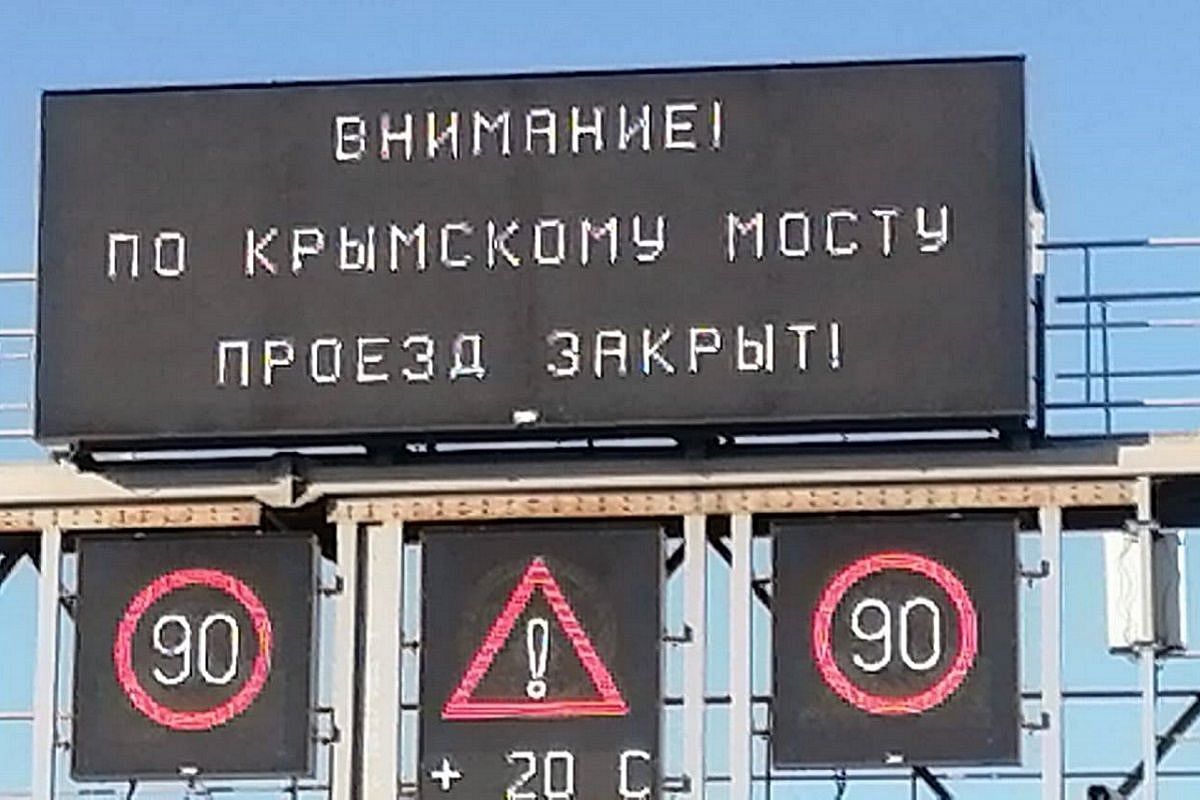 ВНИМАНИЕ!
ПО КРЫМСКОМУ МОСТУ
ПРОЕЗД ЗАКРЫТ!
90
!
90
+ 20 С